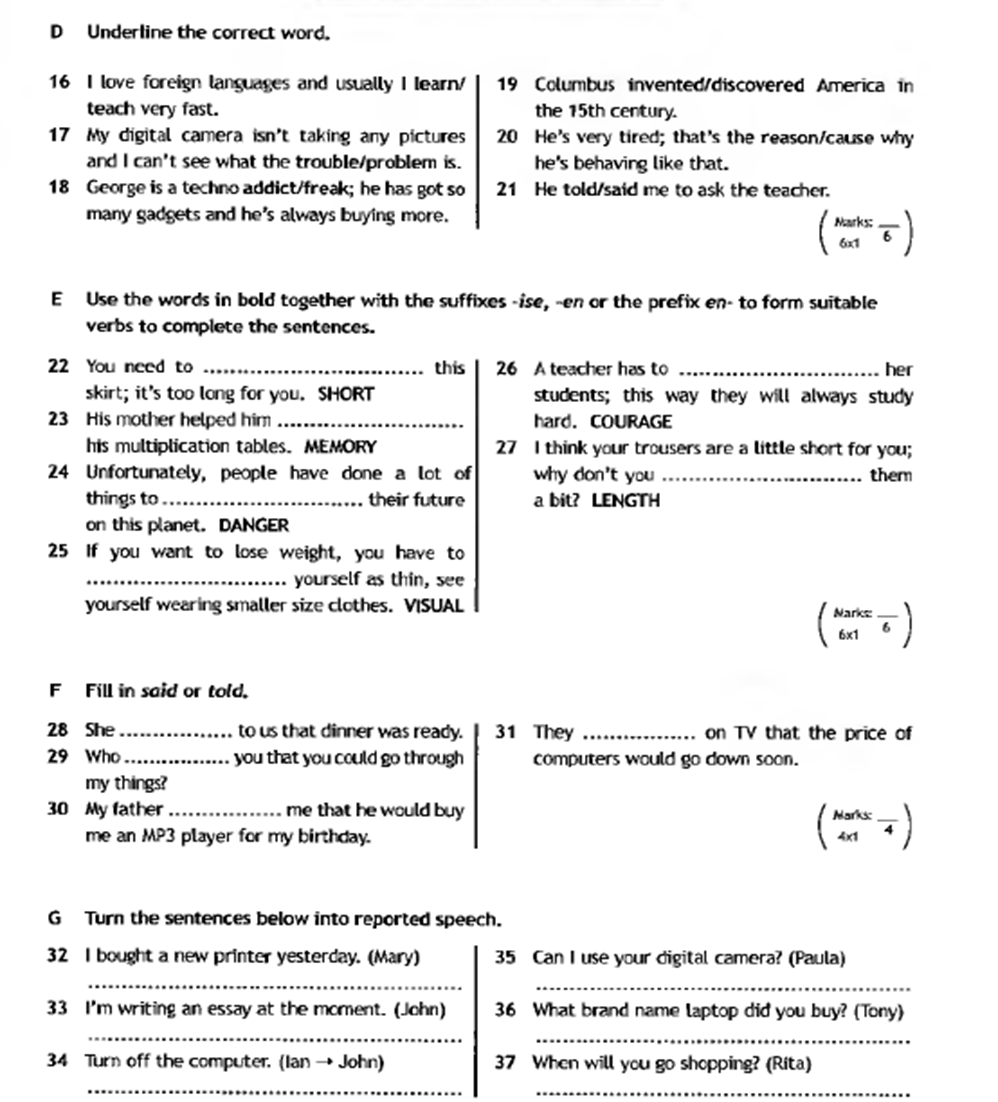 D Underline the correct word.
16 I love foreign languages and usually I learn/
teach very fast.
17 My digital camera isn't taking any pictures
and I can't see what the trouble/problem is.
18 George is a techno addict/freak; he has got so
many gadgets and he's always buying more.
19 Columbus invented/discovered America in
the 15th century.
20 He's very tired; that's the reason/cause why
he's behaving like that.
21 He told/said me to ask the teacher.
(Marks: __
6x1 6)
E Use the words in bold together with the suffixes -ise, -en or the prefix en- to form suitable
verbs to complete the sentences.
22 You need to ................................ this
skirt; it's too long for you. SHORT
23 His mother helped him ...........................
his multiplication tables. MEMORY
24 Unfortunately, people have done a lot of
things to ............................. their future
on this planet. DANGER
25 If you want to lose weight, you have to
............................. yourself as thin, see
yourself wearing smaller size clothes. VISUAL
26 A teacher has to ............................. her
students; this way they will always study
hard. COURAGE
27 I think your trousers are a little short for you;
why don't you ............................. them
a bit? LENGTH
(Marks: __
6x1 6)
F Fill in said or told.
28 She ................. to us that dinner was ready.
29 Who ................ you that you could go through
my things?
30 My father ................. me that he would buy
me an MP3 player for my birthday.
31 They ................. on TV that the price of
computers would go down soon.
(Marks: __
4x1 4)
G Turn the sentences below into reported speech.
32 I bought a new printer yesterday. (Mary)
......................................................
33 I'm writing an essay at the moment. (John)
......................................................
34 Turn off the computer. (Ian → John)
......................................................
35 Can I use your digital camera? (Paula)
......................................................
36 What brand name laptop did you buy? (Tony)
......................................................
37 When will you go shopping? (Rita)
......................................................